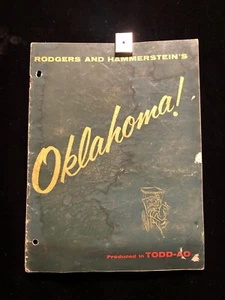 RODGERS AND HAMMERSTEIN'S
Oklahoma!
Produced in TODD-AO